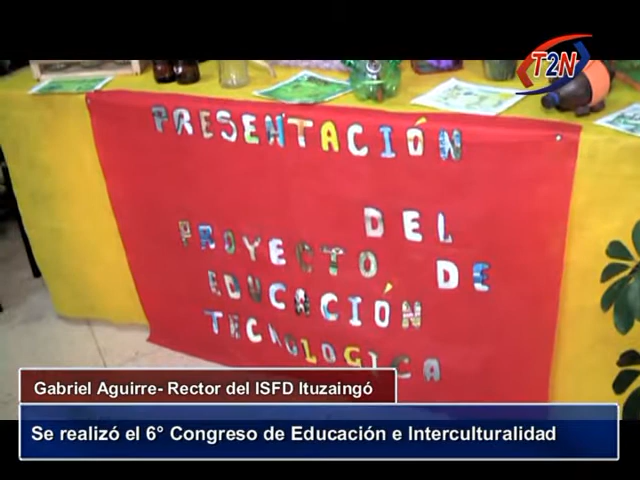 T2N
PRESENTACIÓN
DEL
PROYECTO DE
EDUCACIÓN
TECNOLOGICA
Gabriel Aguirre- Rector del ISFD Ituzaingó
Se realizó el 6° Congreso de Educación e Interculturalidad